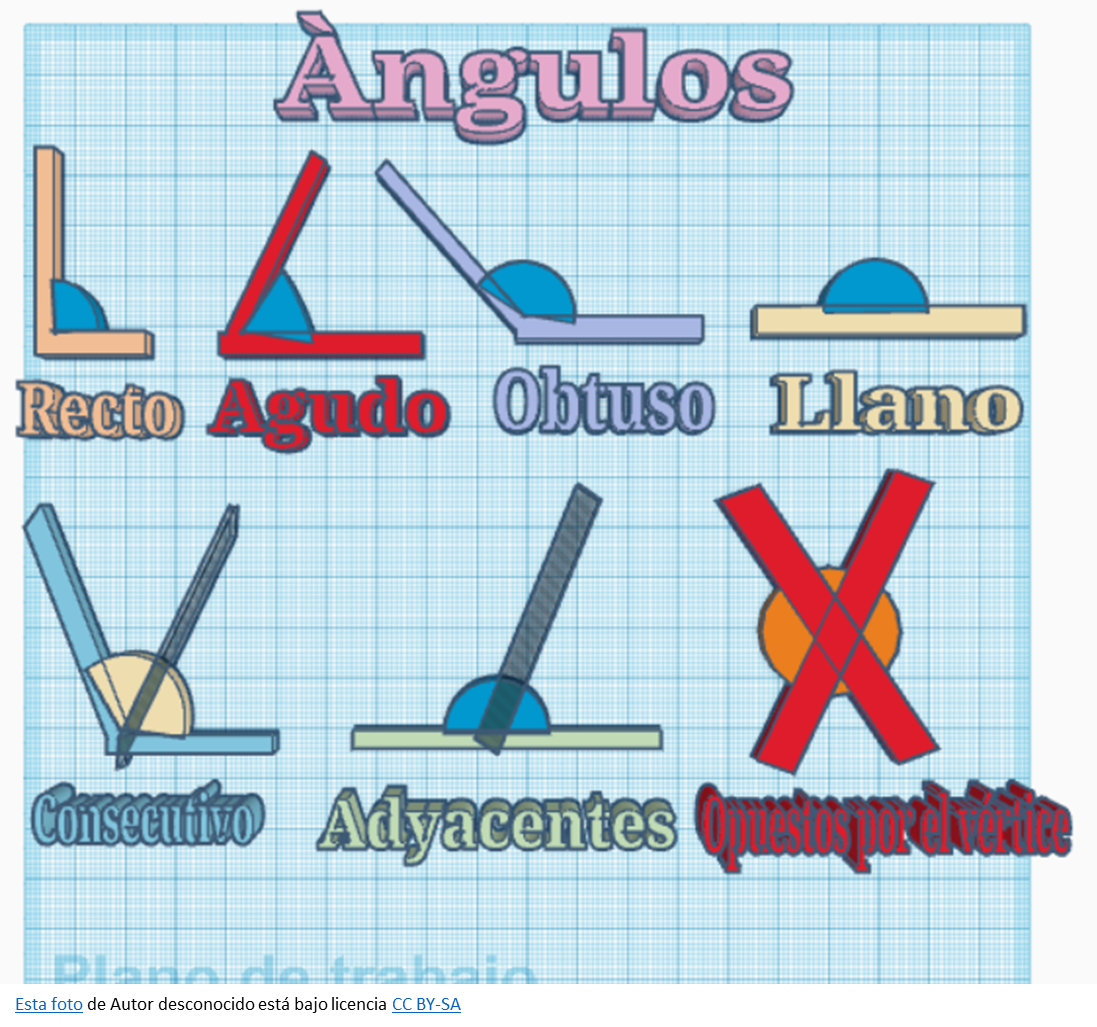 Àngulos
Recto Agudo Obtuso Llano
Consecutivo Adyacentes Opuestos por el vértice
Plano de trabajo
Esta foto de Autor desconocido está bajo licencia CC BY-SA